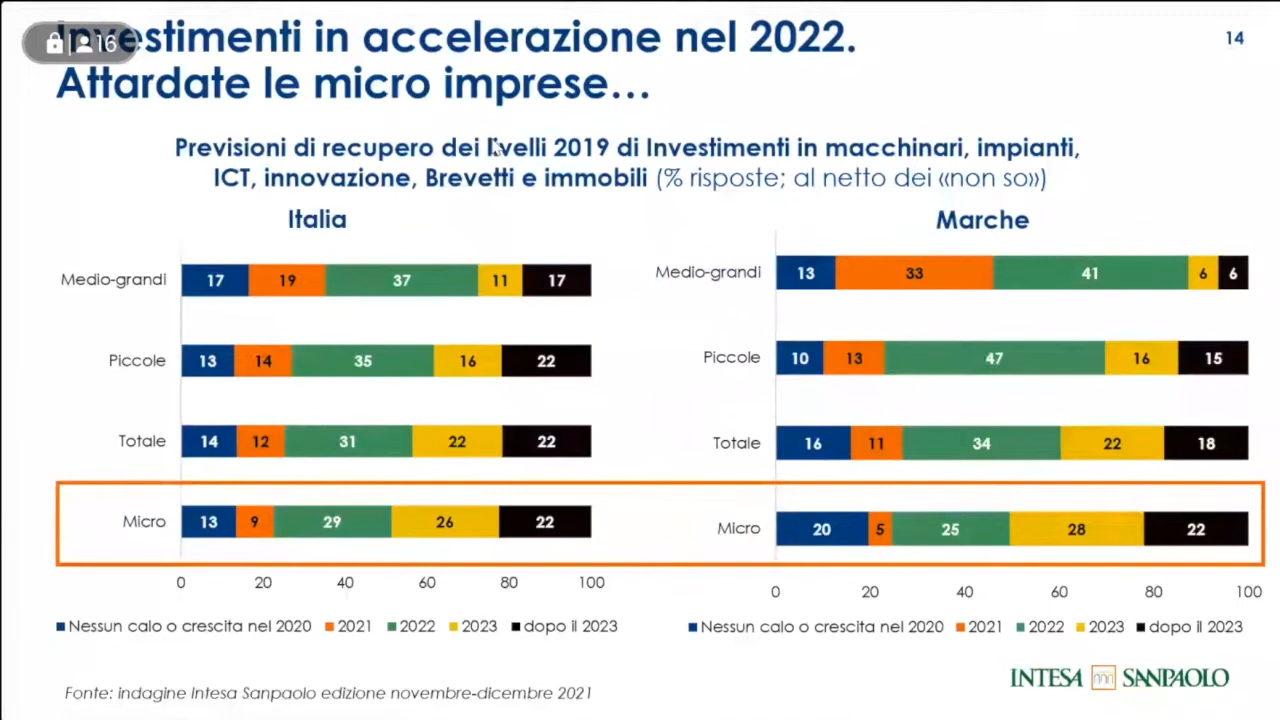 Investimenti in accelerazione nel 2022.
16
14
Attardate le micro imprese…
Previsioni di recupero dei livelli 2019 di Investimenti in macchinari, impianti,
ICT, innovazione, Brevetti e immobili (% risposte; al netto dei «non so»)
Italia
Medio-grandi 17 19 37 11 17
Piccole 13 14 35 16 22
Totale 14 12 31 22 22
Micro 13 9 29 26 22
0 20 40 60 80 100
Nessun calo o crescita nel 2020 2021 2022 2023 dopo il 2023
Marche
Medio-grandi 13 33 41 6 6
Piccole 10 13 47 16 15
Totale 16 11 34 22 18
Micro 20 5 25 28 22
0 20 40 60 80 100
Nessun calo o crescita nel 2020 2021 2022 2023 dopo il 2023
Fonte: indagine Intesa Sanpaolo edizione novembre-dicembre 2021
INTESA SANPAOLO